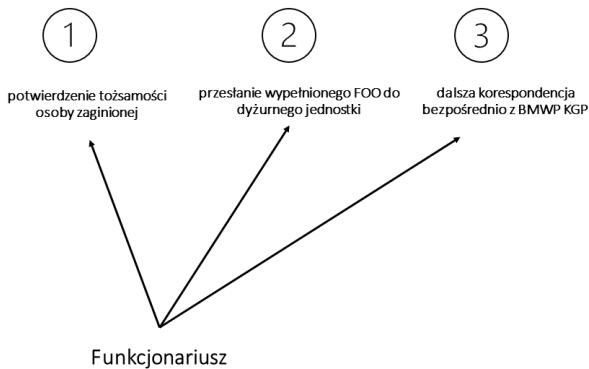 1
2
3
potwierdzenie tożsamości
osoby zaginionej
przesłanie wypełnionego FOO do
dyżurnego jednostki
dalsza korespondencja
bezpośrednio z BMWP KGP
Funkcjonariusz